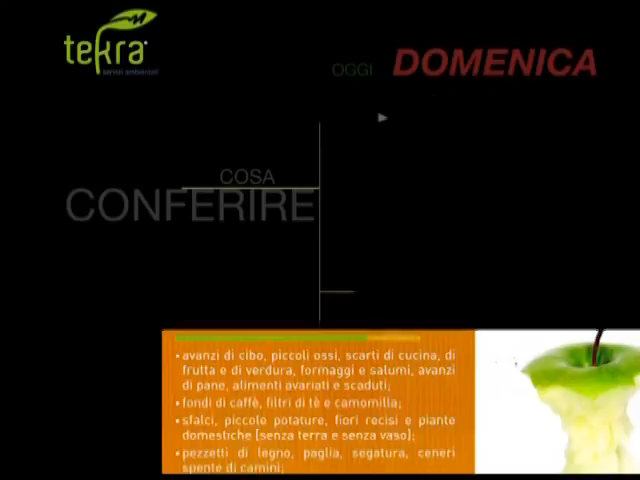 tekra
servizi ambientali
OGGI DOMENICA
COSA
CONFERIRE
• avanzi di cibo, piccoli ossi, scarti di cucina, di
frutta e di verdura, formaggi e salumi, avanzi
di pane, alimenti avariati e scaduti;
• fondi di caffè, filtri di tè e camomilla;
• sfalci, piccole potature, fiori recisi e piante
domestiche [senza terra e senza vaso];
• pezzetti di legno, paglia, segatura, ceneri
spente di camini;